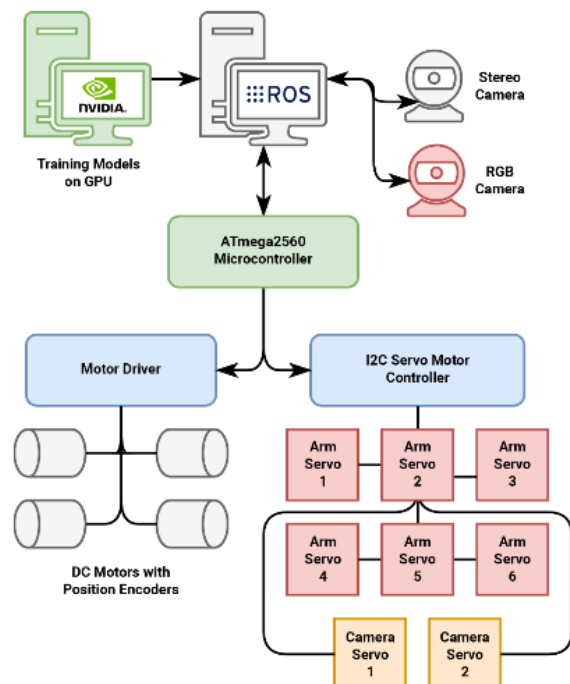 NVIDIA.
ROS
Stereo
Camera
Training Models
on GPU
RGB
Camera
ATmega2560
Microcontroller
Motor Driver
I2C Servo Motor
Controller
Arm
Servo
1
Arm
Servo
2
Arm
Servo
3
DC Motors with
Position Encoders
Arm
Servo
4
Arm
Servo
5
Arm
Servo
6
Camera
Servo
1
Camera
Servo
2